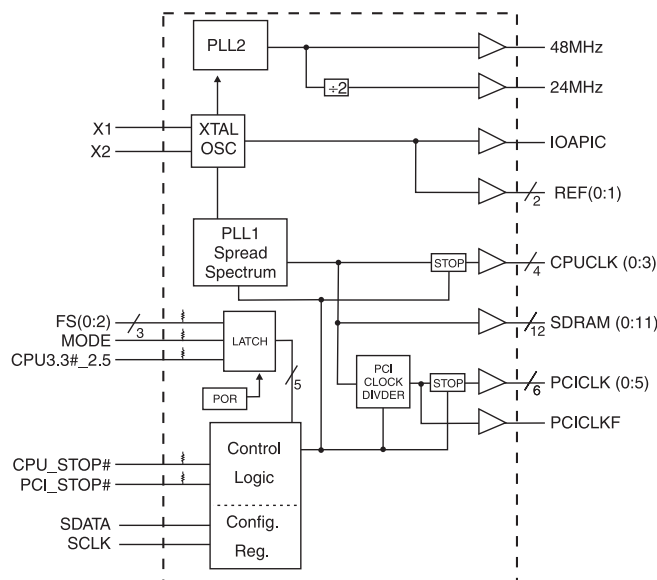 PLL2
48MHz
÷2
24MHz
X1
X2
XTAL
OSC
IOAPIC
REF(0:1)
2
PLL1
Spread
Spectrum
STOP
CPUCLK (0:3)
4
FS(0:2)
3
MODE
CPU3.3#_2.5
LATCH
SDRAM (0:11)
12
POR
5
PCI
CLOCK
DIVDER
STOP
PCICLK (0:5)
6
PCICLKF
CPU_STOP#
PCI_STOP#
Control
Logic
SDATA
SCLK
Config.
Reg.